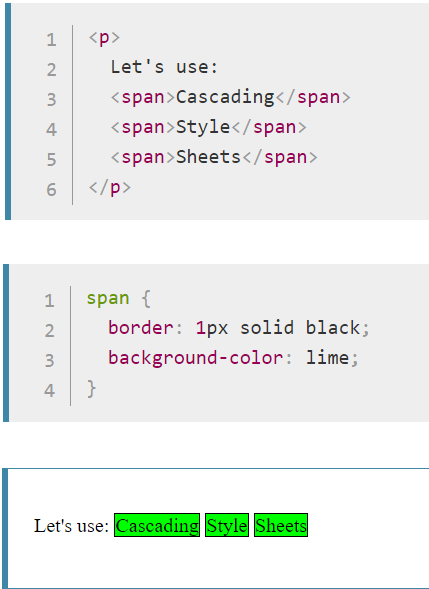 1 <p>
2   Let's use:
3   <span>Cascading</span>
4   <span>Style</span>
5   <span>Sheets</span>
6 </p>
1 span {
2   border: 1px solid black;
3   background-color: lime;
4 }
Let's use: Cascading Style Sheets